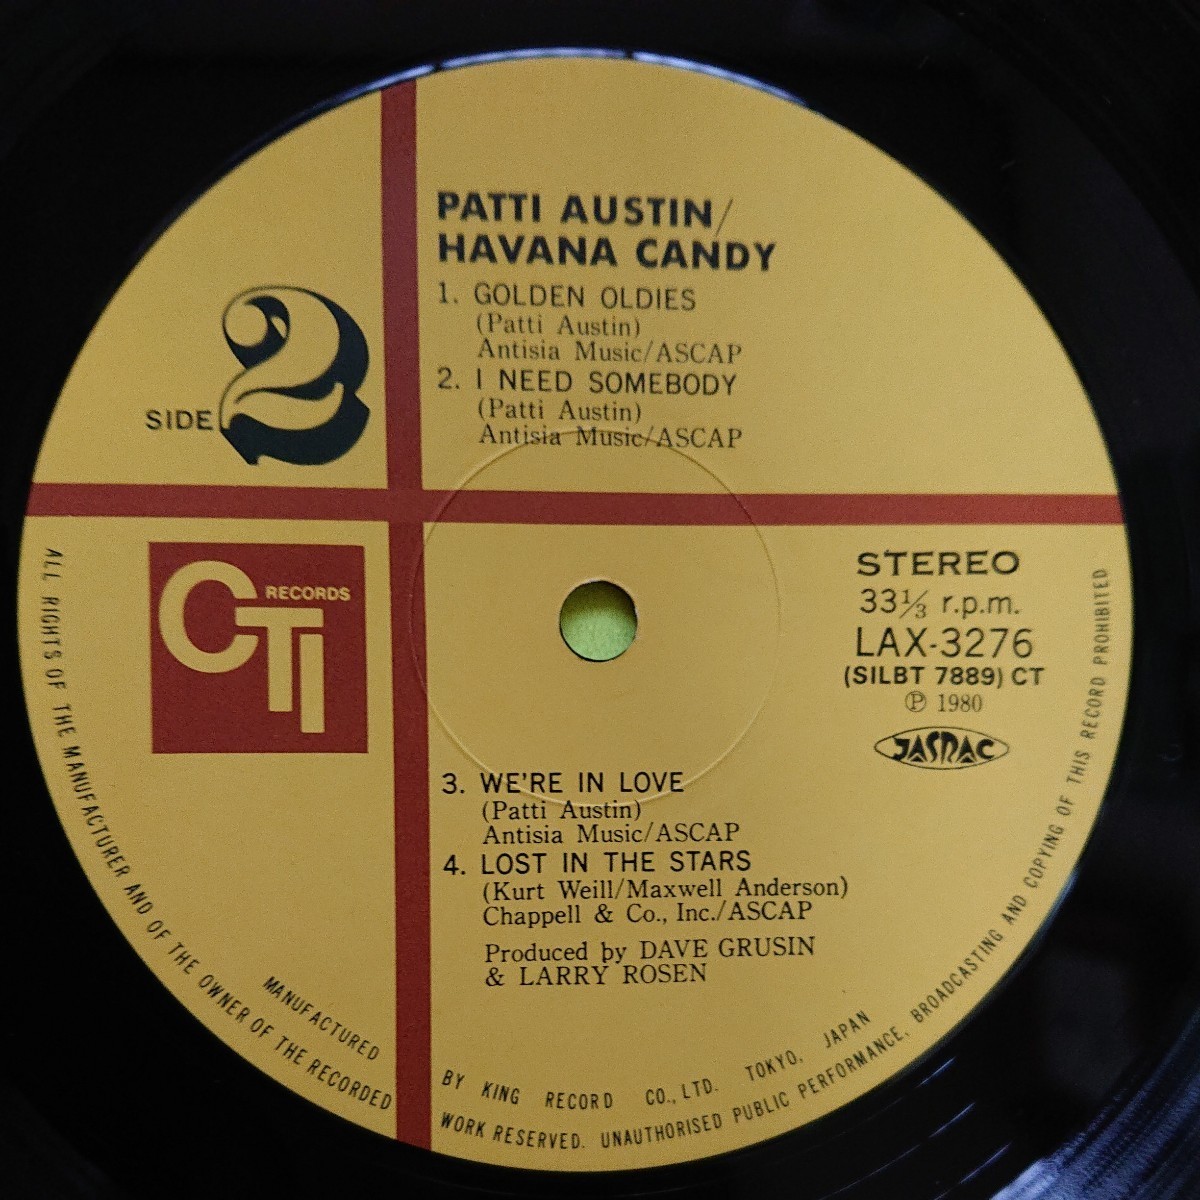 PATTI AUSTIN/
HAVANA CANDY
1. GOLDEN OLDIES
(Patti Austin)
Antisia Music/ASCAP
2. I NEED SOMEBODY
(Patti Austin)
Antisia Music/ASCAP
SIDE 2
CTI RECORDS
STEREO
33⅓ r.p.m.
LAX-3276
(SILBT 7889) CT
Ⓟ 1980
JASRAC
3. WE'RE IN LOVE
(Patti Austin)
Antisia Music/ASCAP
4. LOST IN THE STARS
(Kurt Weill/Maxwell Anderson)
Chappell & Co., Inc./ASCAP
Produced by DAVE GRUSIN
& LARRY ROSEN
MANUFACTURED BY KING RECORD CO., LTD. TOKYO, JAPAN
ALL RIGHTS OF THE MANUFACTURER AND OF THE OWNER OF THE RECORDED WORK RESERVED. UNAUTHORISED PUBLIC PERFORMANCE, BROADCASTING AND COPYING OF THIS RECORD PROHIBITED